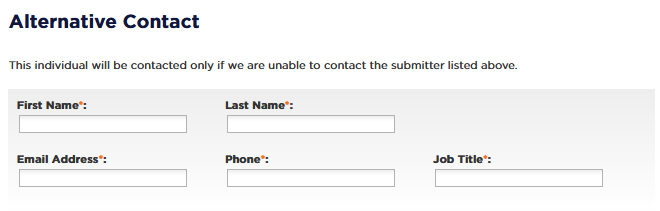 Alternative Contact
This individual will be contacted only if we are unable to contact the submitter listed above.
First Name*: Last Name*:
Email Address*: Phone*: Job Title*: